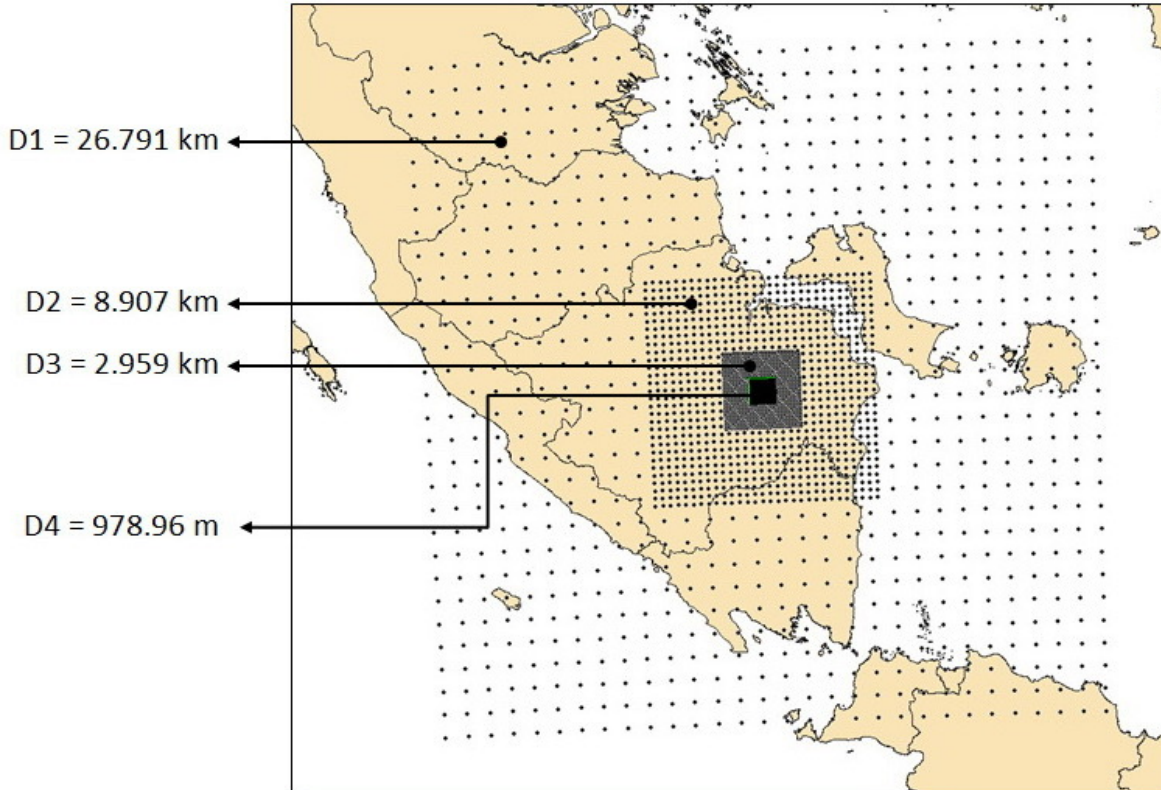 D1 = 26.791 km
D2 = 8.907 km
D3 = 2.959 km
D4 = 978.96 m